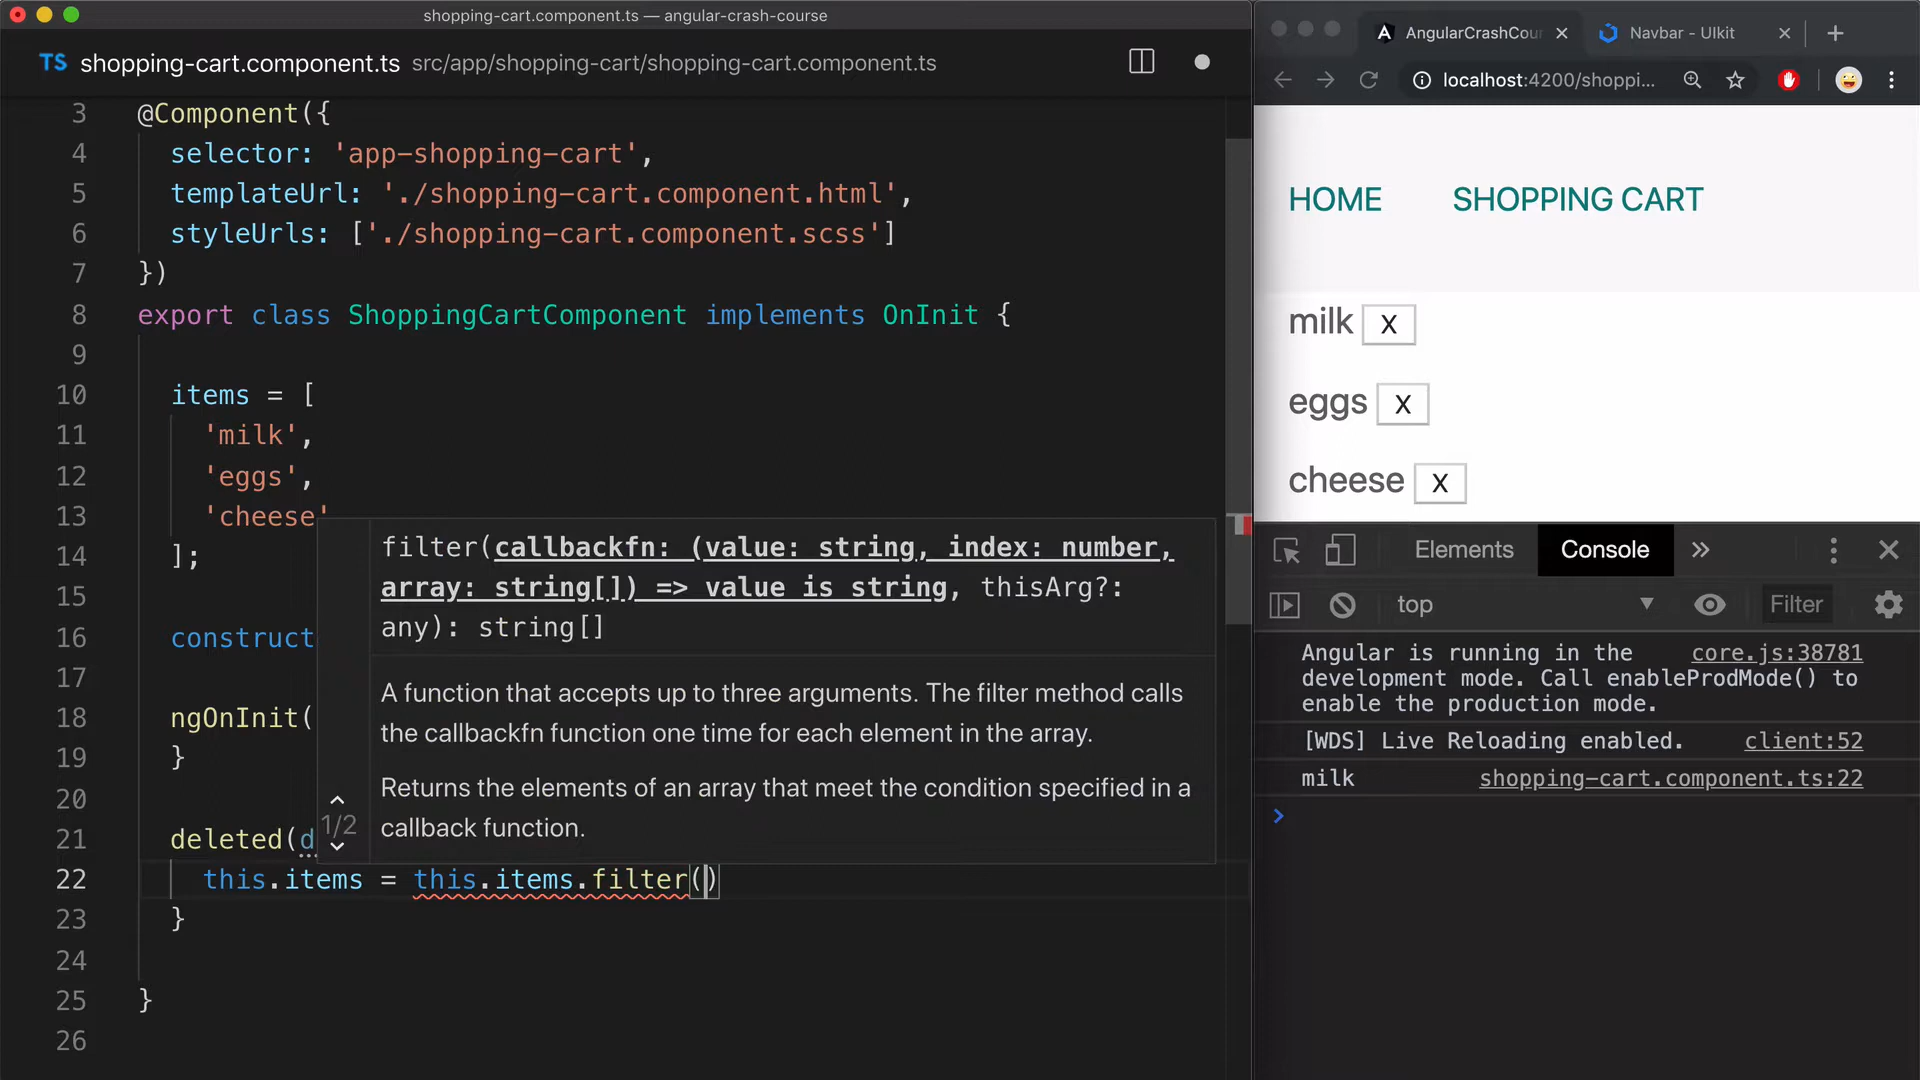 shopping-cart.component.ts — angular-crash-course
TS shopping-cart.component.ts src/app/shopping-cart/shopping-cart.component.ts
3 @Component({
4 selector: 'app-shopping-cart',
5 templateUrl: './shopping-cart.component.html',
6 styleUrls: ['./shopping-cart.component.scss']
7 })
8 export class ShoppingCartComponent implements OnInit {
9
10 items = [
11 'milk',
12 'eggs',
13 'cheese'
14 ];
15
16 construct
17
18 ngOnInit(
19 }
20
21 deleted(d
22 this.items = this.items.filter()
23 }
24
25 }
26
filter(callbackfn: (value: string, index: number,
array: string[]) => value is string, thisArg?:
any): string[]
A function that accepts up to three arguments. The filter method calls
the callbackfn function one time for each element in the array.
Returns the elements of an array that meet the condition specified in a
callback function.
1/2
AngularCrashCour
Navbar - UIkit
localhost:4200/shoppi...
HOME SHOPPING CART
milk X
eggs X
cheese X
Elements Console
top Filter
Angular is running in the core.js:38781
development mode. Call enableProdMode() to
enable the production mode.
[WDS] Live Reloading enabled. client:52
milk shopping-cart.component.ts:22